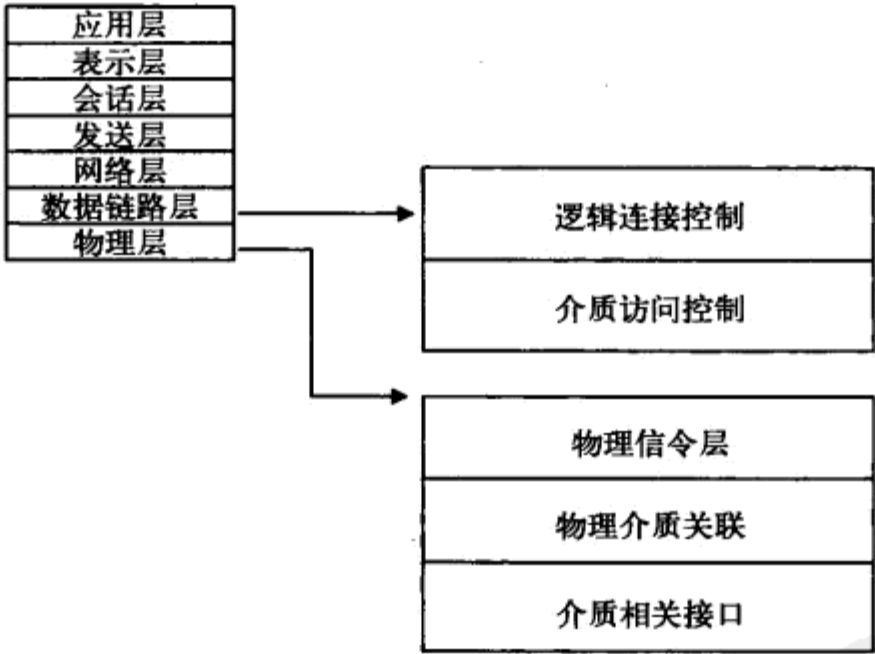 应用层
表示层
会话层
发送层
网络层
数据链路层
物理层
逻辑连接控制
介质访问控制
物理信令层
物理介质关联
介质相关接口